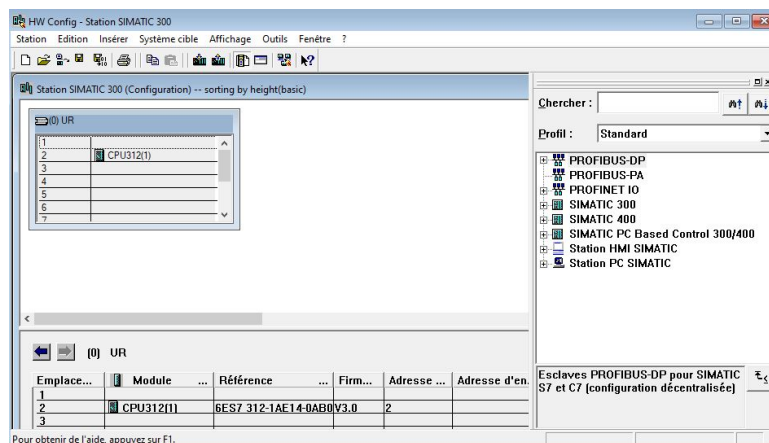 HW Config - Station SIMATIC 300
Station Edition Insérer Système cible Affichage Outils Fenêtre ?
Station SIMATIC 300 (Configuration) -- sorting by height(basic)
(0) UR
1
2 CPU312(1)
3
4
5
6
7
Chercher :
Profil : Standard
PROFIBUS-DP
PROFIBUS-PA
PROFINET IO
SIMATIC 300
SIMATIC 400
SIMATIC PC Based Control 300/400
Station HMI SIMATIC
Station PC SIMATIC
(0) UR
Emplace... Module ... Référence ... Firm... Adresse ... Adresse d'en.
1
2 CPU312(1) 6ES7 312-1AE14-0AB0 V3.0 2
3
Esclaves PROFIBUS-DP pour SIMATIC
S7 et C7 (configuration décentralisée)
Pour obtenir de l'aide, appuyez sur F1.